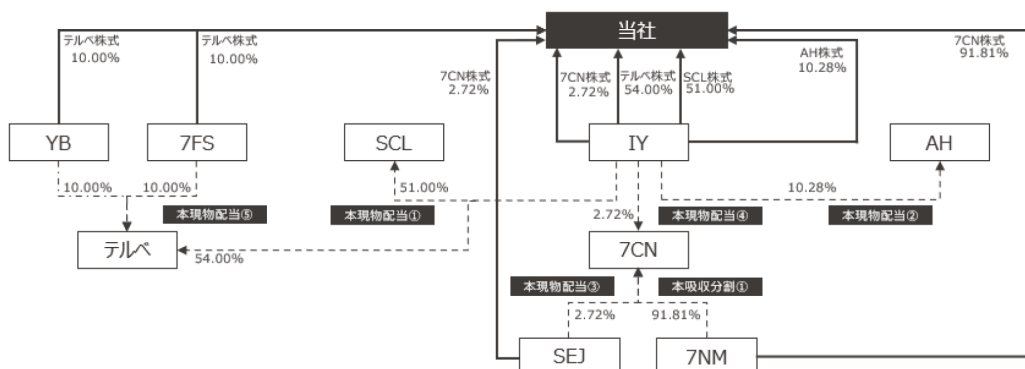 当社
テルベ株式
10.00%
テルベ株式
10.00%
7CN株式
2.72%
7CN株式
2.72%
テルベ株式
54.00%
SCL株式
51.00%
AH株式
10.28%
7CN株式
91.81%
YB
7FS
SCL
IY
AH
10.00%
10.00%
51.00%
10.28%
本現物配当⑤
本現物配当①
2.72%
本現物配当④
本現物配当②
テルベ
54.00%
7CN
本現物配当③
本吸収分割①
2.72%
91.81%
SEJ
7NM